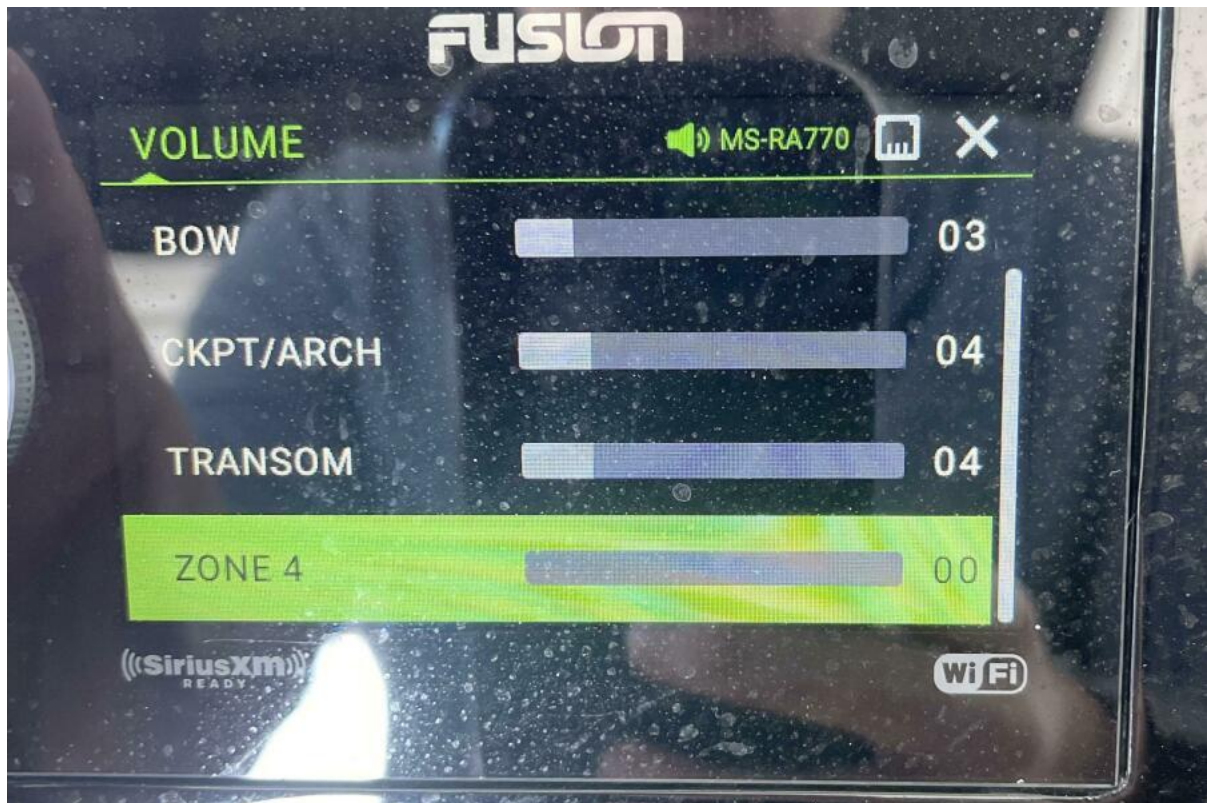 FUSION
VOLUME MS-RA770
BOW 03
CKPT/ARCH 04
TRANSOM 04
ZONE 4 00
(((SiriusXM))) WiFi
READY